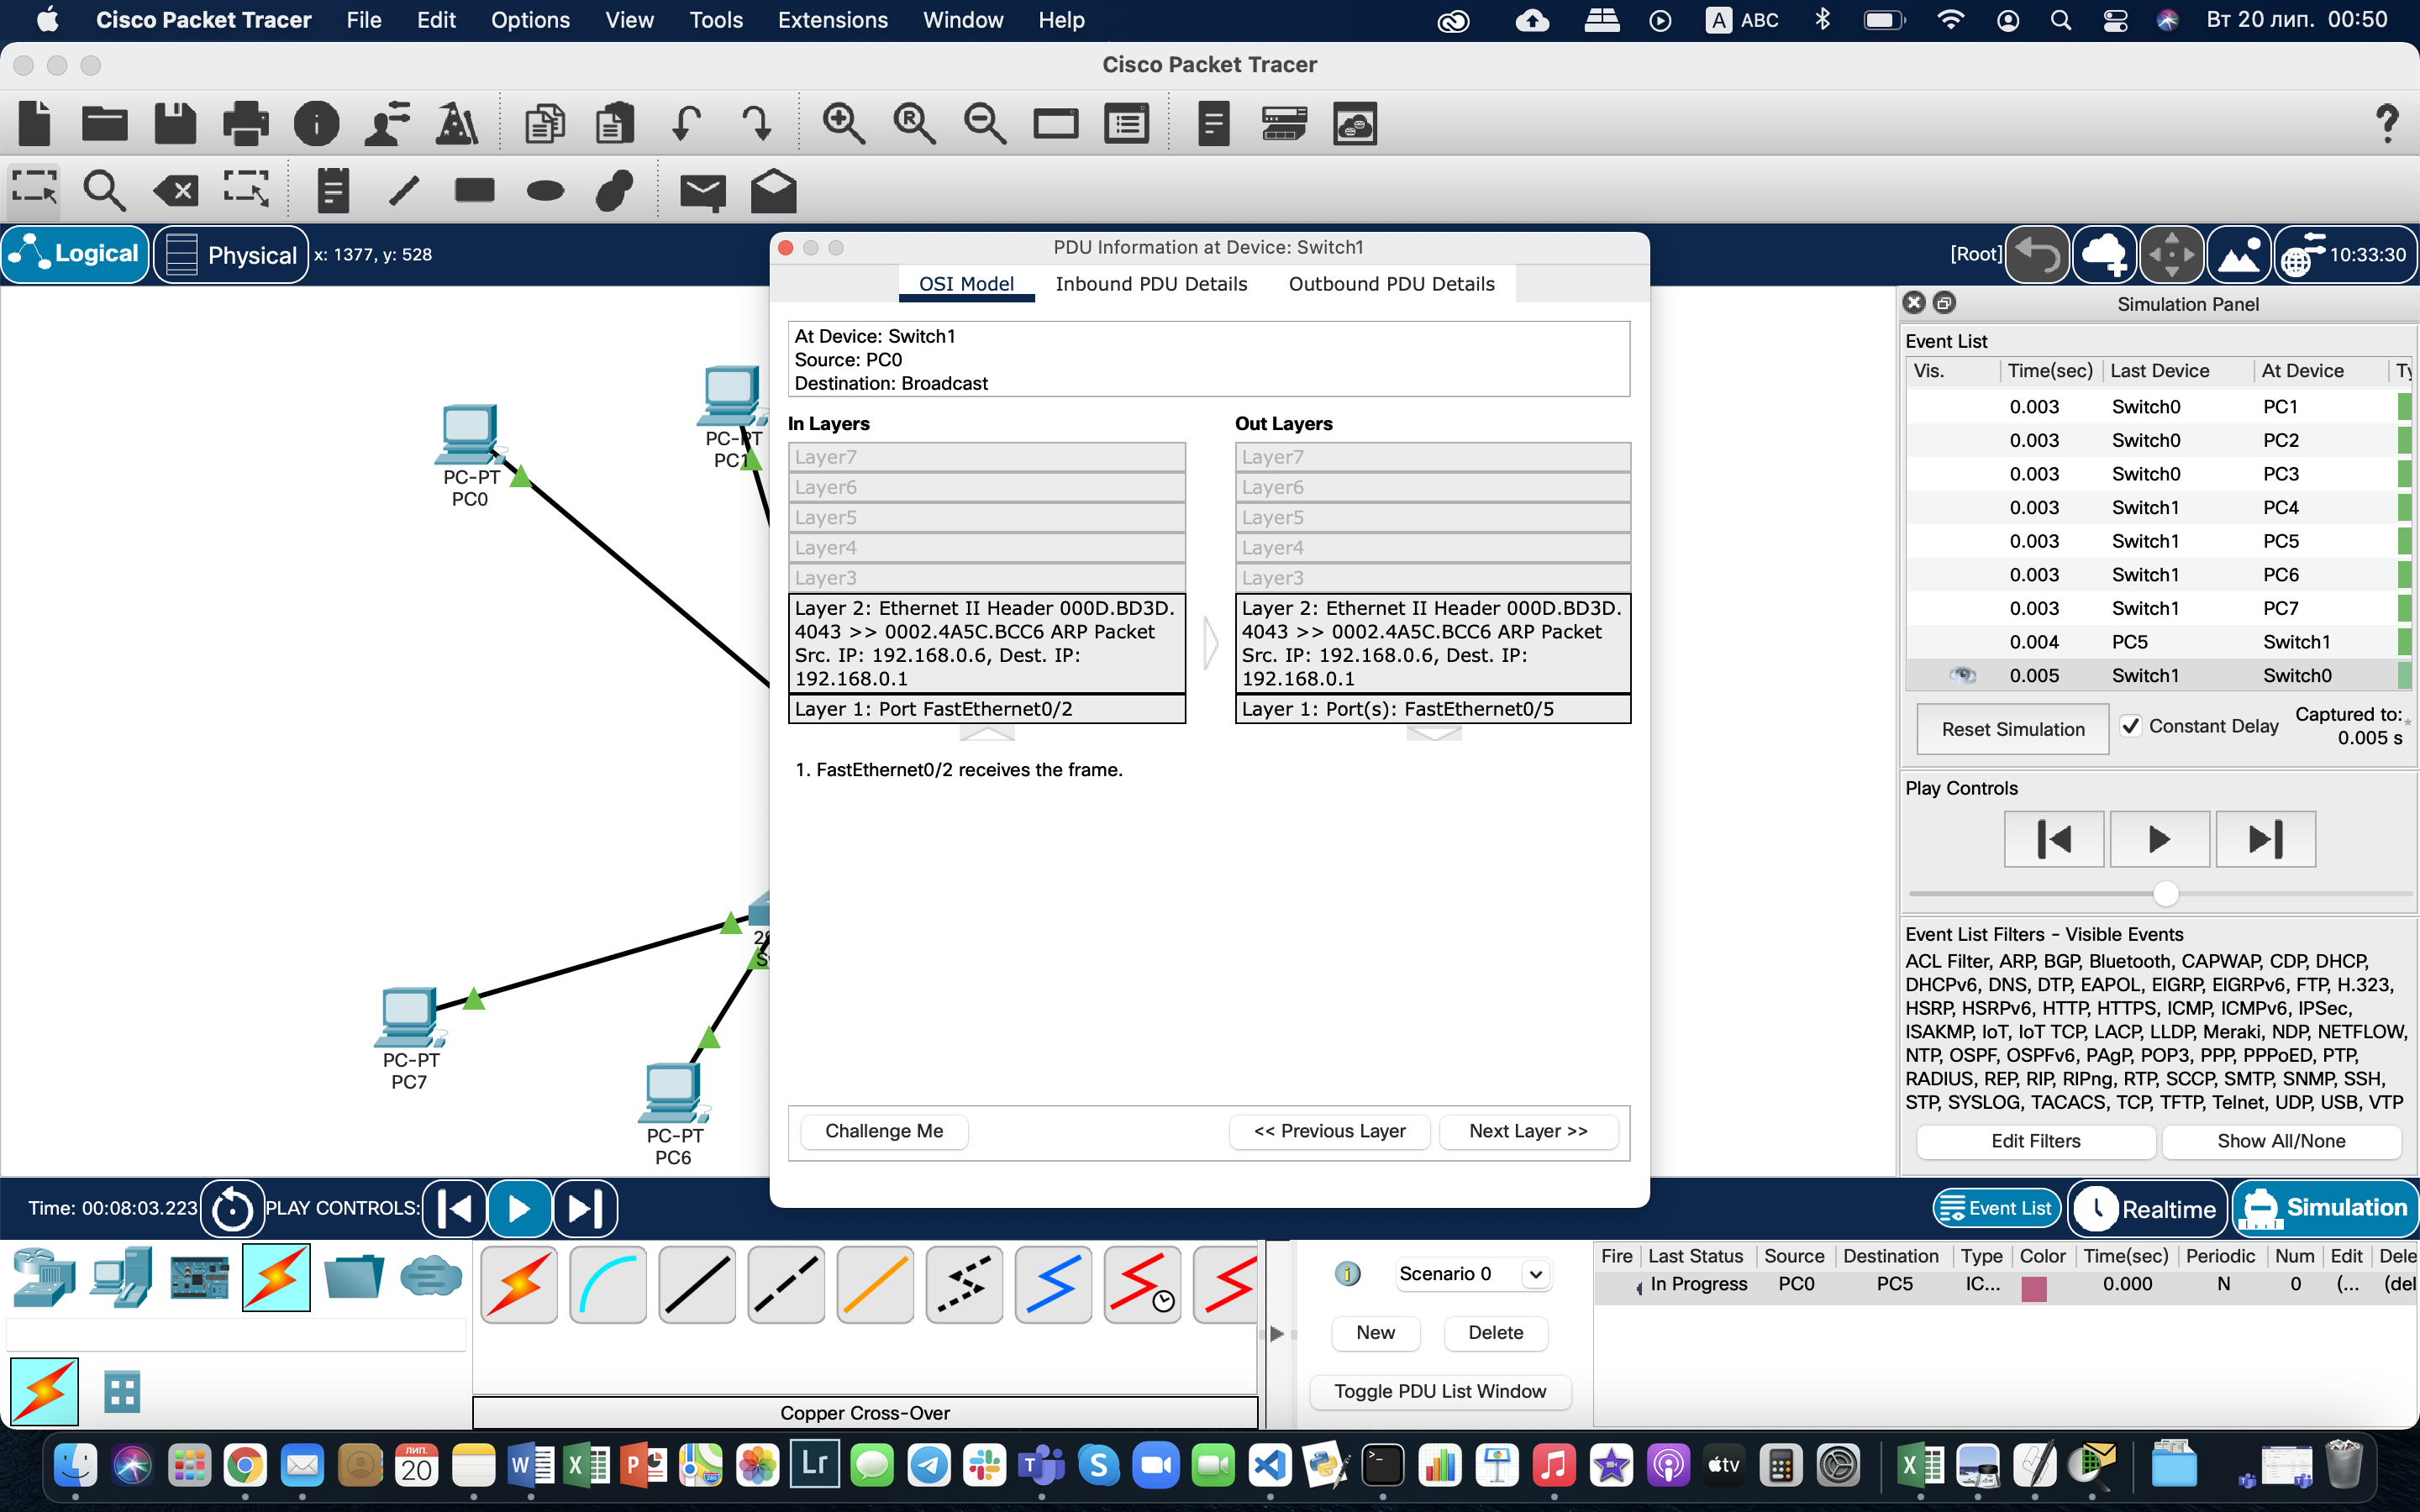 Cisco Packet Tracer File Edit Options View Tools Extensions Window Help A ABC Вт 20 лип. 00:50
Cisco Packet Tracer
Logical Physical x: 1377, y: 528 [Root] 10:33:30
PDU Information at Device: Switch1
OSI Model Inbound PDU Details Outbound PDU Details
At Device: Switch1
Source: PC0
Destination: Broadcast
In Layers
Layer7
Layer6
Layer5
Layer4
Layer3
Layer 2: Ethernet II Header 000D.BD3D.
4043 >> 0002.4A5C.BCC6 ARP Packet
Src. IP: 192.168.0.6, Dest. IP:
192.168.0.1
Layer 1: Port FastEthernet0/2
Out Layers
Layer7
Layer6
Layer5
Layer4
Layer3
Layer 2: Ethernet II Header 000D.BD3D.
4043 >> 0002.4A5C.BCC6 ARP Packet
Src. IP: 192.168.0.6, Dest. IP:
192.168.0.1
Layer 1: Port(s): FastEthernet0/5
1. FastEthernet0/2 receives the frame.
Challenge Me << Previous Layer Next Layer >>
PC-PT
PC0
PC-PT
PC1
PC-PT
PC7
PC-PT
PC6
Simulation Panel
Event List
Vis. Time(sec) Last Device At Device Ty
0.003 Switch0 PC1
0.003 Switch0 PC2
0.003 Switch0 PC3
0.003 Switch1 PC4
0.003 Switch1 PC5
0.003 Switch1 PC6
0.003 Switch1 PC7
0.004 PC5 Switch1
0.005 Switch1 Switch0
Reset Simulation Constant Delay Captured to: *
0.005 s
Play Controls
Event List Filters - Visible Events
ACL Filter, ARP, BGP, Bluetooth, CAPWAP, CDP, DHCP,
DHCPv6, DNS, DTP, EAPOL, EIGRP, EIGRPv6, FTP, H.323,
HSRP, HSRPv6, HTTP, HTTPS, ICMP, ICMPv6, IPSec,
ISAKMP, IoT, IoT TCP, LACP, LLDP, Meraki, NDP, NETFLOW,
NTP, OSPF, OSPFv6, PAgP, POP3, PPP, PPPoED, PTP,
RADIUS, REP, RIP, RIPng, RTP, SCCP, SMTP, SNMP, SSH,
STP, SYSLOG, TACACS, TCP, TFTP, Telnet, UDP, USB, VTP
Edit Filters Show All/None
Time: 00:08:03.223 PLAY CONTROLS: Event List Realtime Simulation
Scenario 0
New Delete
Toggle PDU List Window
Copper Cross-Over
Fire Last Status Source Destination Type Color Time(sec) Periodic Num Edit Dele
In Progress PC0 PC5 IC... 0.000 N 0 (... (del
ЛИП.
20
Lr
tv